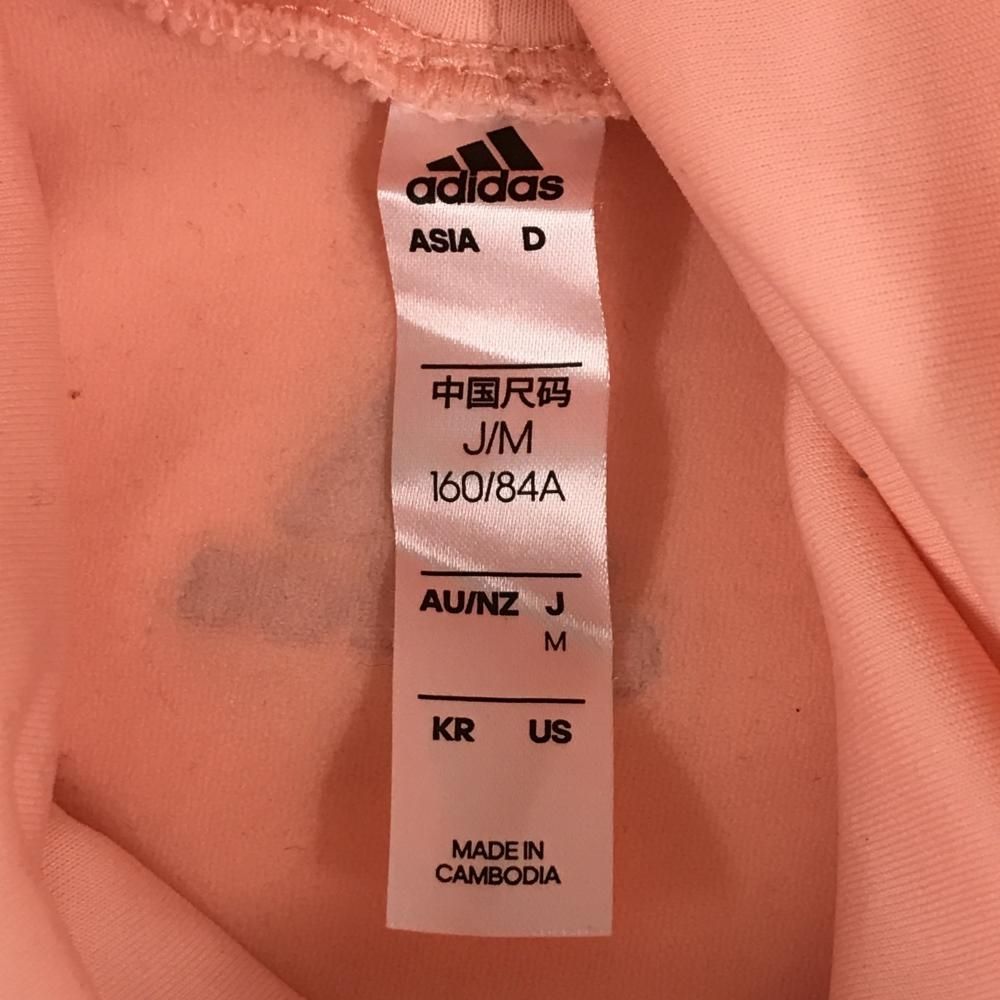 adidas
ASIA D
中国尺码
J/M
160/84A
AU/NZ J
M
KR US
MADE IN
CAMBODIA